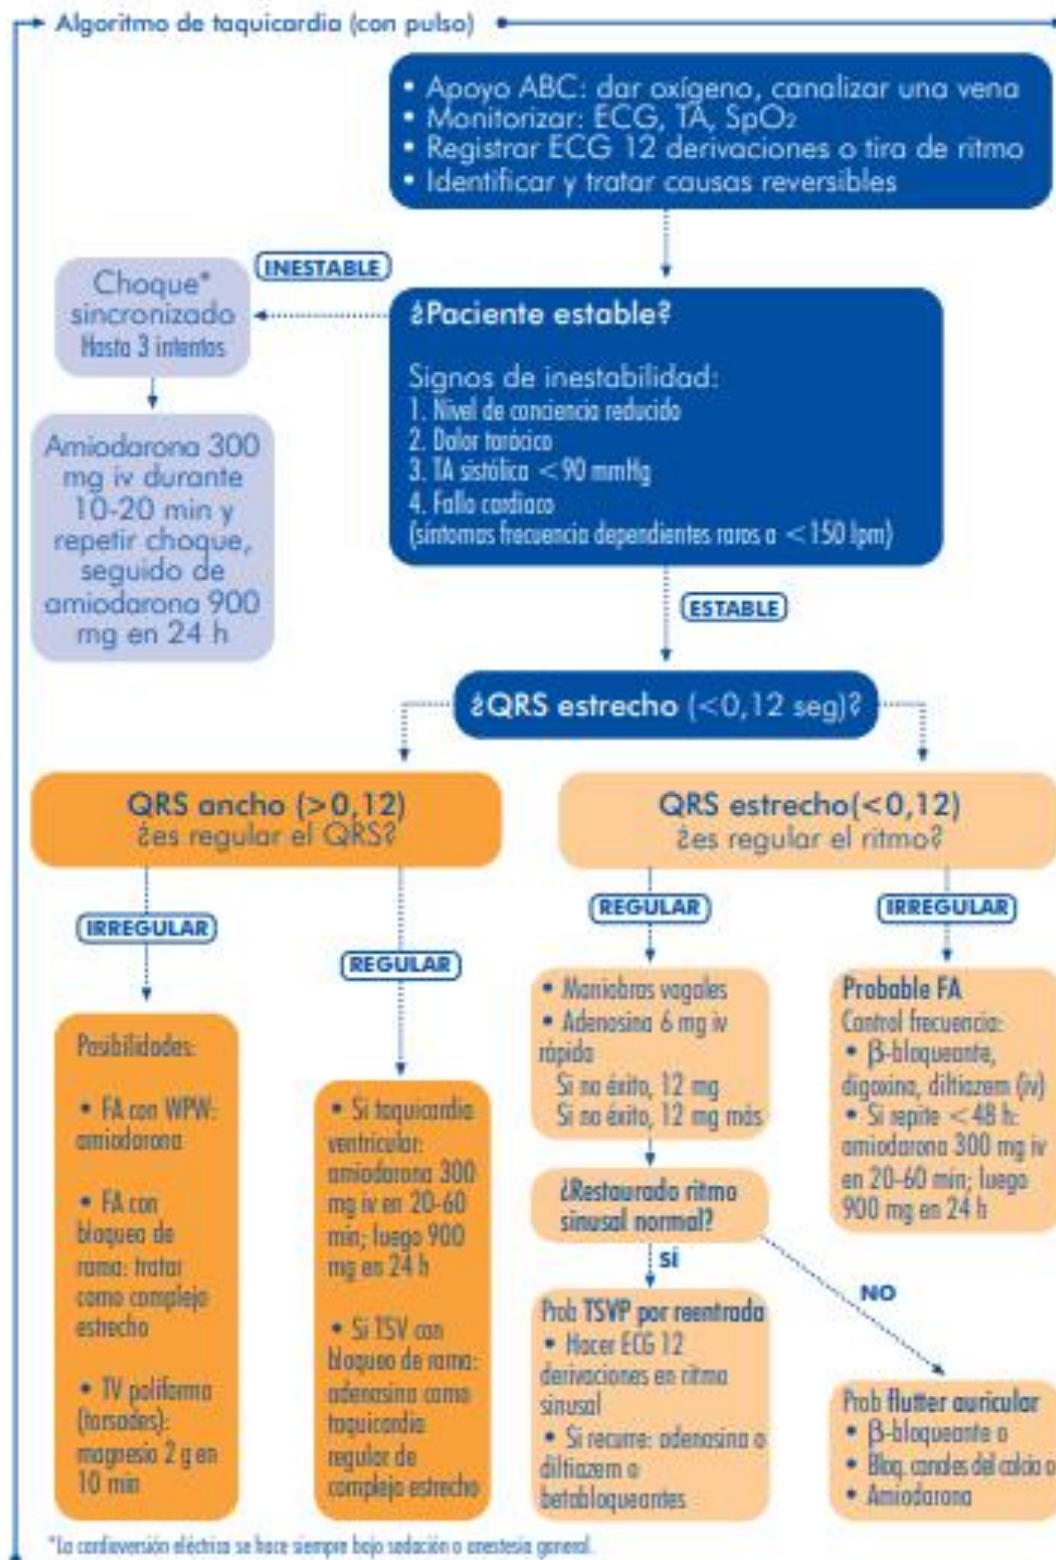 Algoritmo de taquicardia (con pulso)
• Apoyo ABC: dar oxígeno, canalizar una vena
• Monitorizar: ECG, TA, SpO₂
• Registrar ECG 12 derivaciones o tira de ritmo
• Identificar y tratar causas reversibles
INESTABLE
Choque*
sincronizado
Hasta 3 intentos
Amiodarona 300
mg iv durante
10-20 min y
repetir choque,
seguido de
amiodarona 900
mg en 24 h
¿Paciente estable?
Signos de inestabilidad:
1. Nivel de conciencia reducido
2. Dolor torácico
3. TA sistólica <90 mmHg
4. Fallo cardiaco
(síntomas frecuencia dependientes raros a <150 lpm)
ESTABLE
¿QRS estrecho (<0,12 seg)?
QRS ancho (>0,12)
¿es regular el QRS?
IRREGULAR
Posibilidades:
• FA con WPW:
amiodarona
• FA con
bloqueo de
rama: tratar
como complejo
estrecho
• TV poliforma
(torsades):
magnesio 2 g en
10 min
REGULAR
• Si taquicardia
ventricular:
amiodarona 300
mg iv en 20-60
min; luego 900
mg en 24 h
• Si TSV con
bloqueo de rama:
adenosina como
taquicardia
regular de
complejo estrecho
QRS estrecho(<0,12)
¿es regular el ritmo?
REGULAR
• Maniobras vagales
• Adenosina 6 mg iv
rápida
Si no éxito, 12 mg
Si no éxito, 12 mg más
¿Restaurado ritmo
sinusal normal?
SÍ
Prob TSVP por reentrada
• Hacer ECG 12
derivaciones en ritmo
sinusal
• Si recurre: adenosina o
diltiazem o
betabloqueantes
IRREGULAR
Probable FA
Control frecuencia:
• β-bloqueante,
digoxina, diltiazem (iv)
• Si repite <48 h:
amiodarona 300 mg iv
en 20-60 min; luego
900 mg en 24 h
NO
Prob flutter auricular
• β-bloqueante o
• Bloq. canales del calcio o
• Amiodarona
*La cardioversión eléctrica se hace siempre bajo sedación o anestesia general.